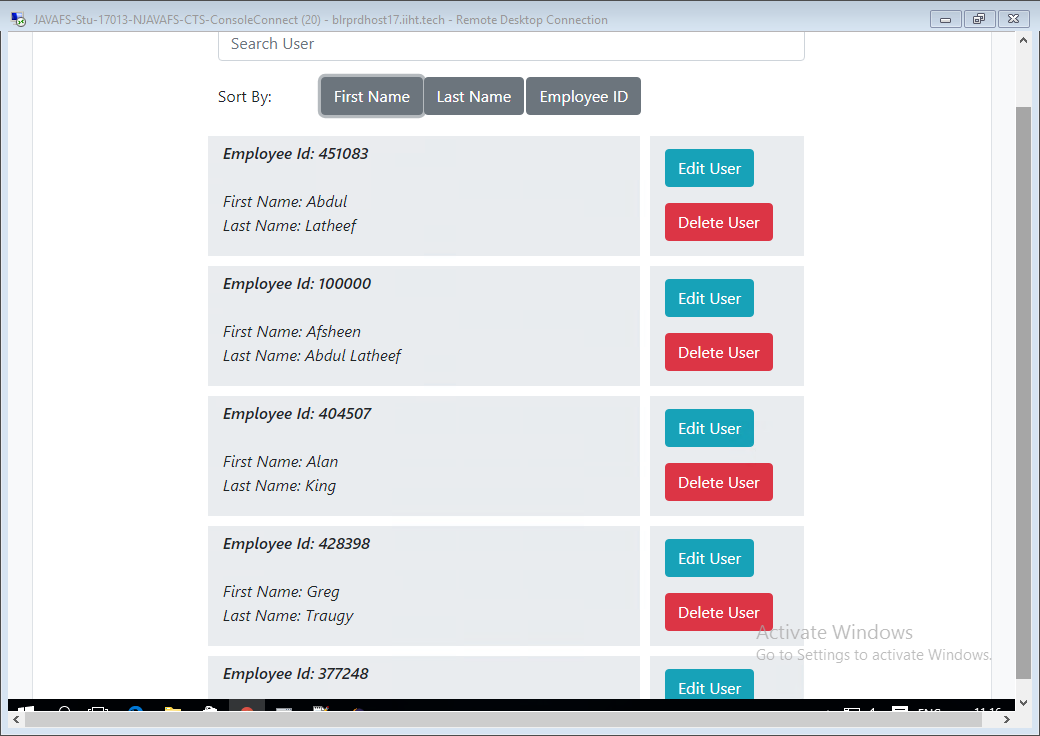 JAVAFS-Stu-17013-NJAVAFS-CTS-ConsoleConnect (20) - blrprdhost17.iiht.tech - Remote Desktop Connection
Search User
Sort By: First Name Last Name Employee ID
Employee Id: 451083
Edit User
First Name: Abdul
Last Name: Latheef
Delete User
Employee Id: 100000
Edit User
First Name: Afsheen
Last Name: Abdul Latheef
Delete User
Employee Id: 404507
Edit User
First Name: Alan
Last Name: King
Delete User
Employee Id: 428398
Edit User
First Name: Greg
Last Name: Traugy
Delete User
Activate Windows
Go to Settings to activate Windows.
Employee Id: 377248
Edit User